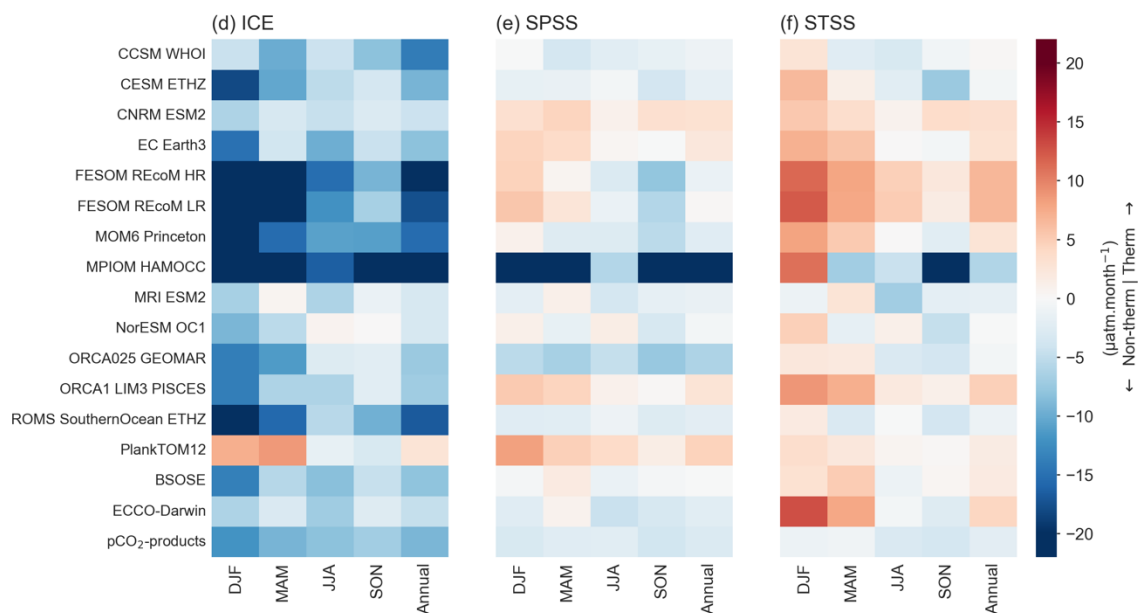 (d) ICE
(e) SPSS
(f) STSS
CCSM WHOI
CESM ETHZ
CNRM ESM2
EC Earth3
FESOM REcoM HR
FESOM REcoM LR
MOM6 Princeton
MPIOM HAMOCC
MRI ESM2
NorESM OC1
ORCA025 GEOMAR
ORCA1 LIM3 PISCES
ROMS SouthernOcean ETHZ
PlankTOM12
BSOSE
ECCO-Darwin
pCO₂-products
DJF
MAM
JJA
SON
Annual
DJF
MAM
JJA
SON
Annual
DJF
MAM
JJA
SON
Annual
20
15
10
5
0
−5
−10
−15
−20
(µatm.month⁻¹)
← Non-therm | Therm →